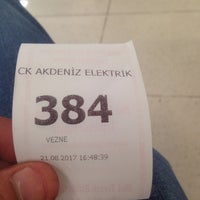 CK AKDENİZ ELEKTRİK
384
VEZNE
21.08.2017 16:48:39